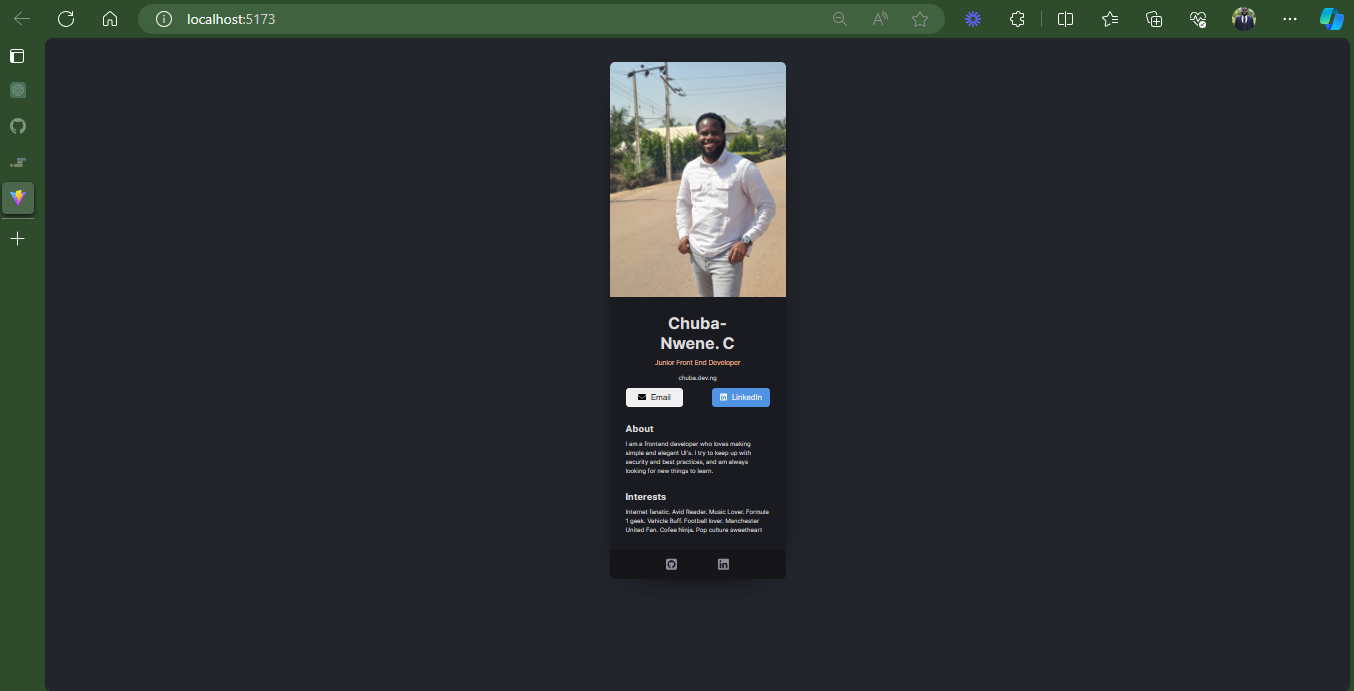 localhost:5173
Chuba-
Nwene. C
Junior Front End Developer
chuba.dev.ng
Email
LinkedIn
About
I am a frontend developer who loves making
simple and elegant UI's. I try to keep up with
security and best practices, and am always
looking for new things to learn.
Interests
Internet fanatic. Avid Reader. Music Lover. Formula
1 geek. Vehicle Buff. Football lover. Manchester
United Fan. Cofee Ninja. Pop culture sweetheart